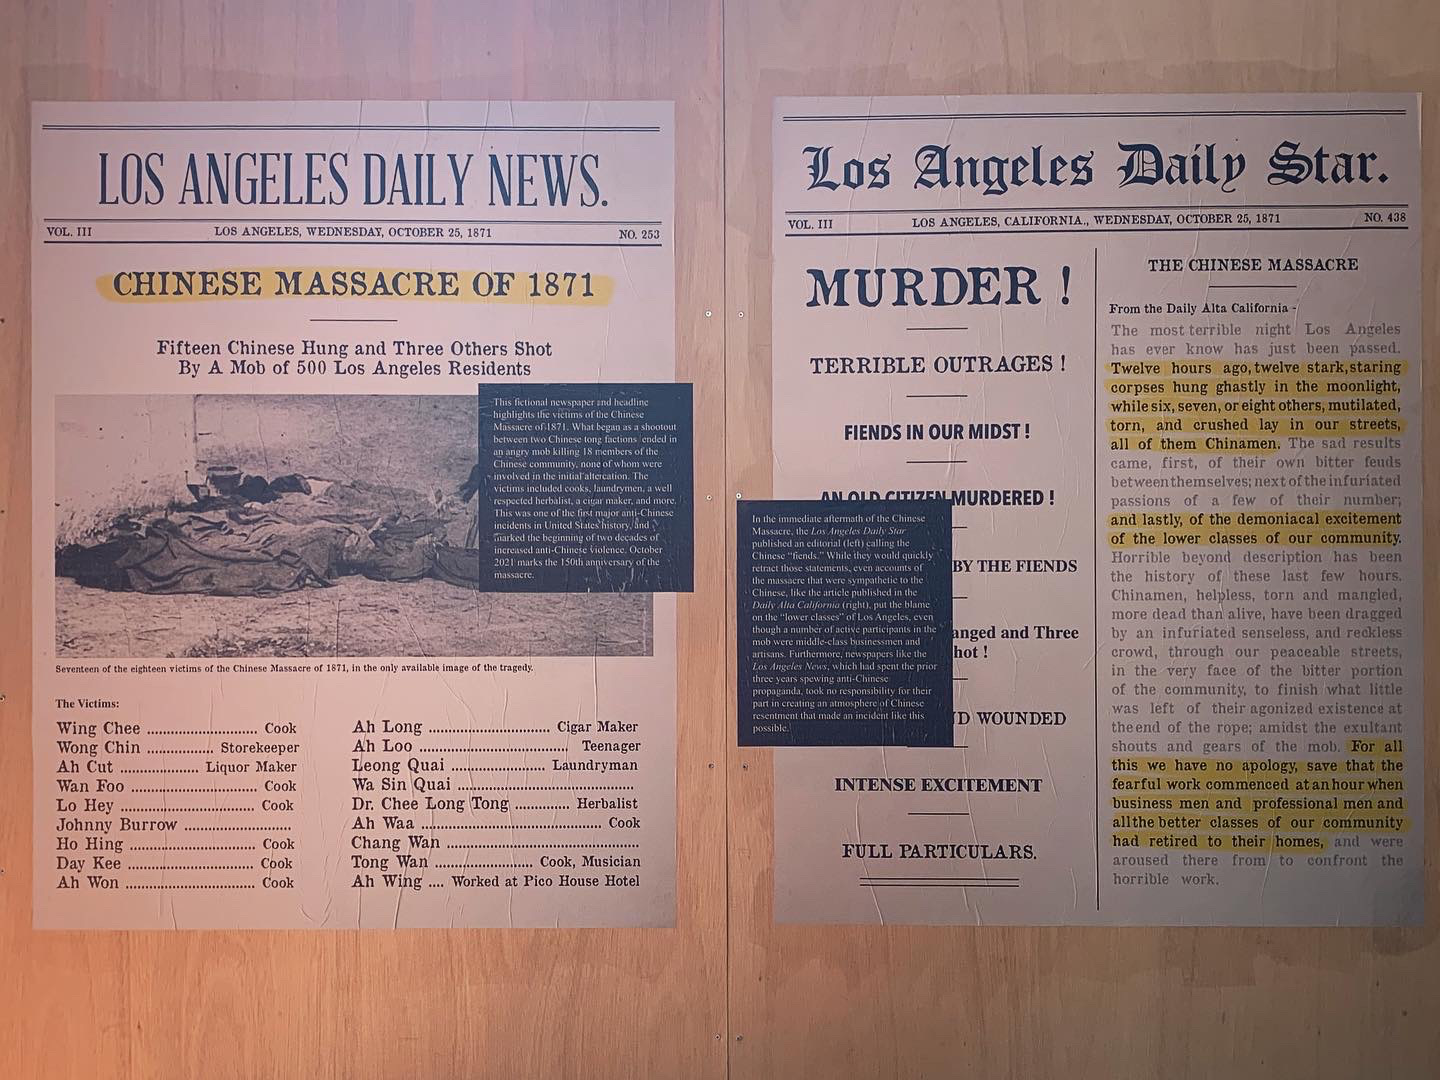 LOS ANGELES DAILY NEWS.
VOL. III LOS ANGELES, WEDNESDAY, OCTOBER 25, 1871 NO. 253
CHINESE MASSACRE OF 1871
Fifteen Chinese Hung and Three Others Shot
By A Mob of 500 Los Angeles Residents
This fictional newspaper and headline
highlights the victims of the Chinese
Massacre of 1871. What began as a shootout
between two Chinese tong factions ended in
an angry mob killing 18 members of the
Chinese community, none of whom were
involved in the initial altercation. The
victims included cooks, laundrymen, a well
respected herbalist, a cigar maker, and more.
This was one of the first major anti-Chinese
incidents in United States history, and
marked the beginning of two decades of
increased anti-Chinese violence. October
2021 marks the 150th anniversary of the
massacre.
Seventeen of the eighteen victims of the Chinese Massacre of 1871, in the only available image of the tragedy.
The Victims:
Wing Chee ........................ Cook
Wong Chin ............. Storekeeper
Ah Cut ............... Liquor Maker
Wan Foo ........................ Cook
Lo Hey .......................... Cook
Johnny Burrow .....................
Ho Hing ........................ Cook
Day Kee ........................ Cook
Ah Won ......................... Cook
Ah Long ........................ Cigar Maker
Ah Loo ............................. Teenager
Leong Quai ................... Laundryman
Wa Sin Quai ...................................
Dr. Chee Long Tong ............ Herbalist
Ah Waa .................................. Cook
Chang Wan ....................................
Tong Wan ................... Cook, Musician
Ah Wing .... Worked at Pico House Hotel
Los Angeles Daily Star.
VOL. III LOS ANGELES, CALIFORNIA., WEDNESDAY, OCTOBER 25, 1871 NO. 438
MURDER !
TERRIBLE OUTRAGES !
FIENDS IN OUR MIDST !
AN OLD CITIZEN MURDERED !
BY THE FIENDS
anged and Three
hot !
ND WOUNDED
INTENSE EXCITEMENT
FULL PARTICULARS.
In the immediate aftermath of the Chinese
Massacre, the Los Angeles Daily Star
published an editorial (left) calling the
Chinese “fiends.” While they would quickly
retract those statements, even accounts of
the massacre that were sympathetic to the
Chinese, like the article published in the
Daily Alta California (right), put the blame
on the “lower classes” of Los Angeles, even
though a number of active participants in the
mob were middle-class businessmen and
artisans. Furthermore, newspapers like the
Los Angeles News, which had spent the prior
three years spewing anti-Chinese
propaganda, took no responsibility for their
part in creating an atmosphere of Chinese
resentment that made an incident like this
possible.
THE CHINESE MASSACRE
From the Daily Alta California -
The most terrible night Los Angeles
has ever know has just been passed.
Twelve hours ago, twelve stark, staring
corpses hung ghastly in the moonlight,
while six, seven, or eight others, mutilated,
torn, and crushed lay in our streets,
all of them Chinamen. The sad results
came, first, of their own bitter feuds
between themselves; next of the infuriated
passions of a few of their number;
and lastly, of the demoniacal excitement
of the lower classes of our community.
Horrible beyond description has been
the history of these last few hours.
Chinamen, helpless, torn and mangled,
more dead than alive, have been dragged
by an infuriated senseless, and reckless
crowd, through our peaceable streets,
in the very face of the bitter portion
of the community, to finish what little
was left of their agonized existence at
the end of the rope; amidst the exultant
shouts and gears of the mob. For all
this we have no apology, save that the
fearful work commenced at an hour when
business men and professional men and
all the better classes of our community
had retired to their homes, and were
aroused there from to confront the
horrible work.